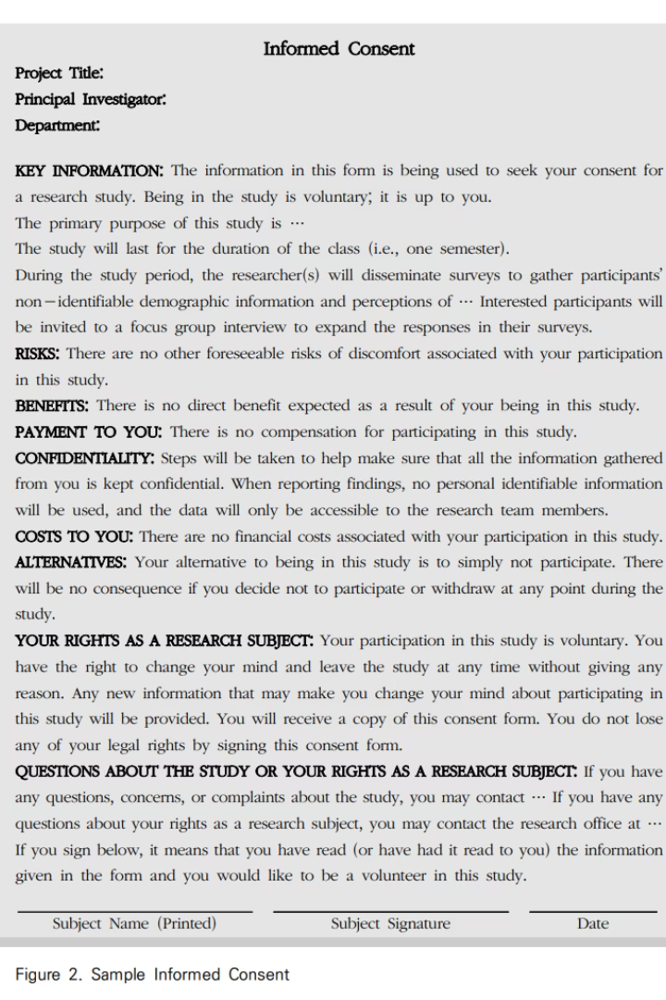 Informed Consent
Project Title:
Principal Investigator:
Department:
KEY INFORMATION: The information in this form is being used to seek your consent for
a research study. Being in the study is voluntary; it is up to you.
The primary purpose of this study is ⋯
The study will last for the duration of the class (i.e., one semester).
During the study period, the researcher(s) will disseminate surveys to gather participants'
non－identifiable demographic information and perceptions of ⋯ Interested participants will
be invited to a focus group interview to expand the responses in their surveys.
RISKS: There are no other foreseeable risks of discomfort associated with your participation
in this study.
BENEFITS: There is no direct benefit expected as a result of your being in this study.
PAYMENT TO YOU: There is no compensation for participating in this study.
CONFIDENTIALITY: Steps will be taken to help make sure that all the information gathered
from you is kept confidential. When reporting findings, no personal identifiable information
will be used, and the data will only be accessible to the research team members.
COSTS TO YOU: There are no financial costs associated with your participation in this study.
ALTERNATIVES: Your alternative to being in this study is to simply not participate. There
will be no consequence if you decide not to participate or withdraw at any point during the
study.
YOUR RIGHTS AS A RESEARCH SUBJECT: Your participation in this study is voluntary. You
have the right to change your mind and leave the study at any time without giving any
reason. Any new information that may make you change your mind about participating in
this study will be provided. You will receive a copy of this consent form. You do not lose
any of your legal rights by signing this consent form.
QUESTIONS ABOUT THE STUDY OR YOUR RIGHTS AS A RESEARCH SUBJECT: If you have
any questions, concerns, or complaints about the study, you may contact ⋯ If you have any
questions about your rights as a research subject, you may contact the research office at ⋯
If you sign below, it means that you have read (or have had it read to you) the information
given in the form and you would like to be a volunteer in this study.
Subject Name (Printed) Subject Signature Date
Figure 2. Sample Informed Consent